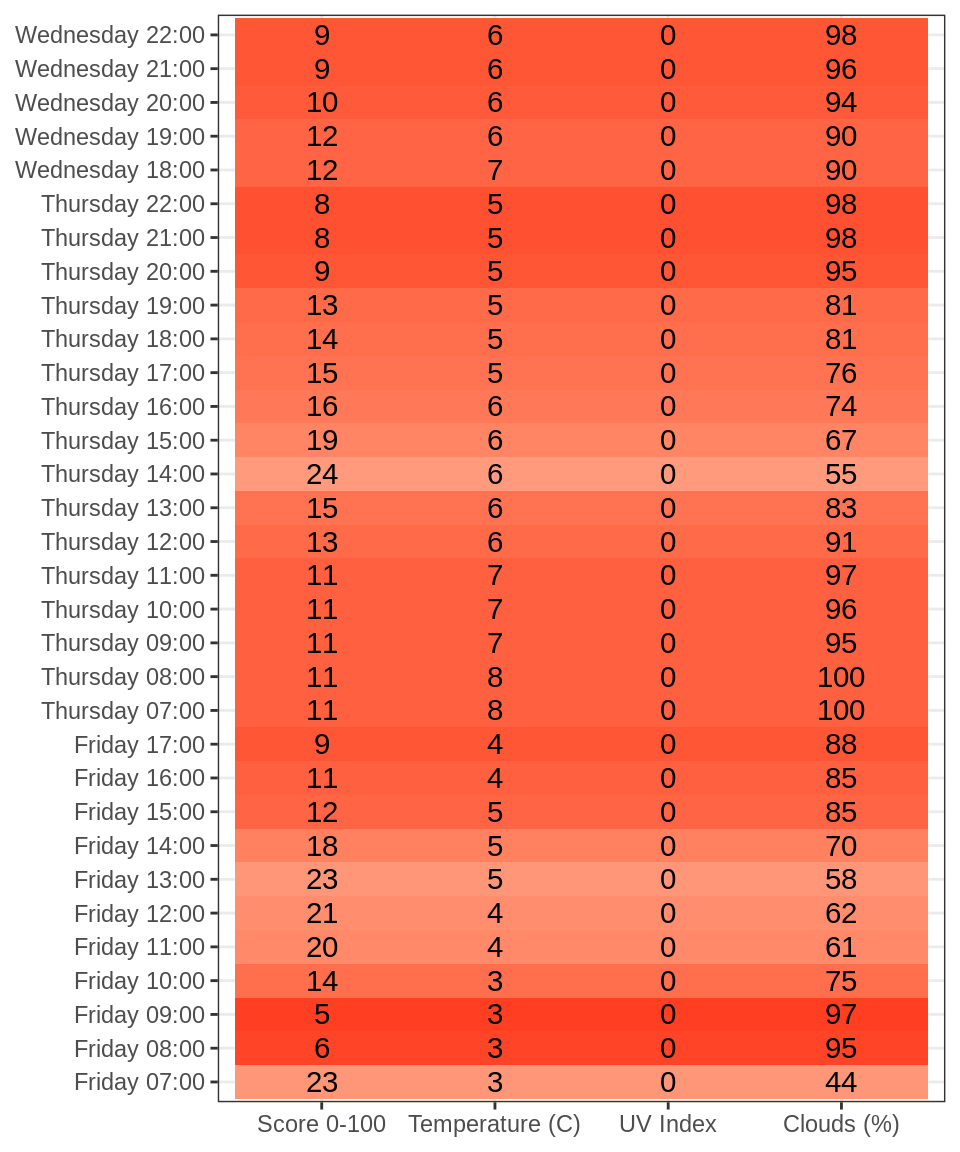 Wednesday 22:00 9 6 0 98
Wednesday 21:00 9 6 0 96
Wednesday 20:00 10 6 0 94
Wednesday 19:00 12 6 0 90
Wednesday 18:00 12 7 0 90
Thursday 22:00 8 5 0 98
Thursday 21:00 8 5 0 98
Thursday 20:00 9 5 0 95
Thursday 19:00 13 5 0 81
Thursday 18:00 14 5 0 81
Thursday 17:00 15 5 0 76
Thursday 16:00 16 6 0 74
Thursday 15:00 19 6 0 67
Thursday 14:00 24 6 0 55
Thursday 13:00 15 6 0 83
Thursday 12:00 13 6 0 91
Thursday 11:00 11 7 0 97
Thursday 10:00 11 7 0 96
Thursday 09:00 11 7 0 95
Thursday 08:00 11 8 0 100
Thursday 07:00 11 8 0 100
Friday 17:00 9 4 0 88
Friday 16:00 11 4 0 85
Friday 15:00 12 5 0 85
Friday 14:00 18 5 0 70
Friday 13:00 23 5 0 58
Friday 12:00 21 4 0 62
Friday 11:00 20 4 0 61
Friday 10:00 14 3 0 75
Friday 09:00 5 3 0 97
Friday 08:00 6 3 0 95
Friday 07:00 23 3 0 44
Score 0-100 Temperature (C) UV Index Clouds (%)